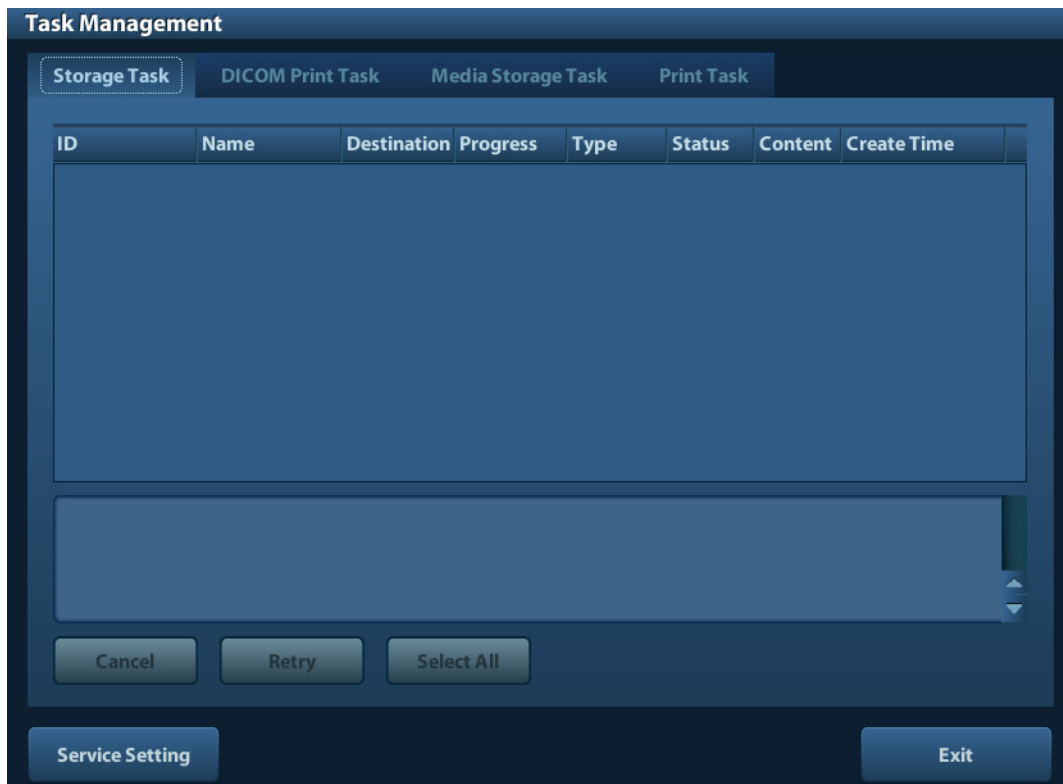 Task Management
Storage Task DICOM Print Task Media Storage Task Print Task
ID Name Destination Progress Type Status Content Create Time
Cancel Retry Select All
Service Setting Exit